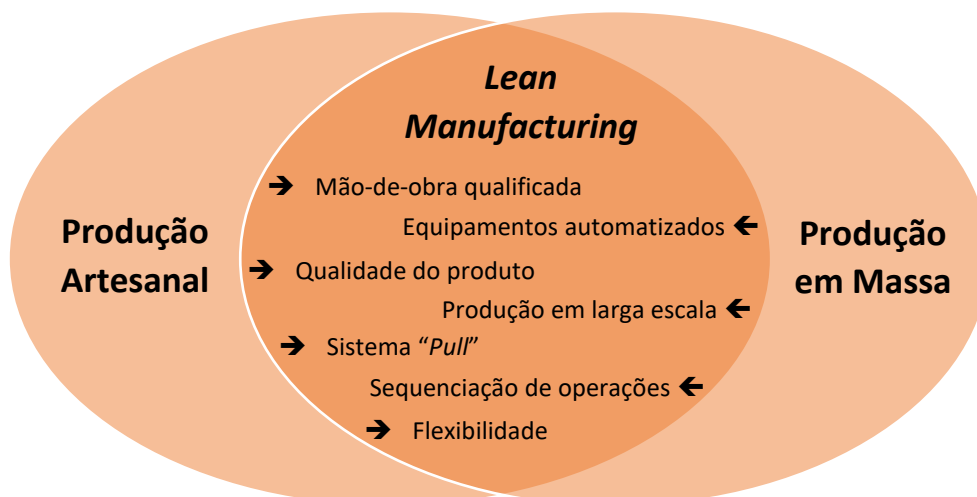 Lean
Manufacturing
➔ Mão-de-obra qualificada
Equipamentos automatizados 🡸
➔ Qualidade do produto
Produção em larga escala 🡸
➔ Sistema “Pull”
Sequenciação de operações 🡸
➔ Flexibilidade
Produção
Artesanal
Produção
em Massa